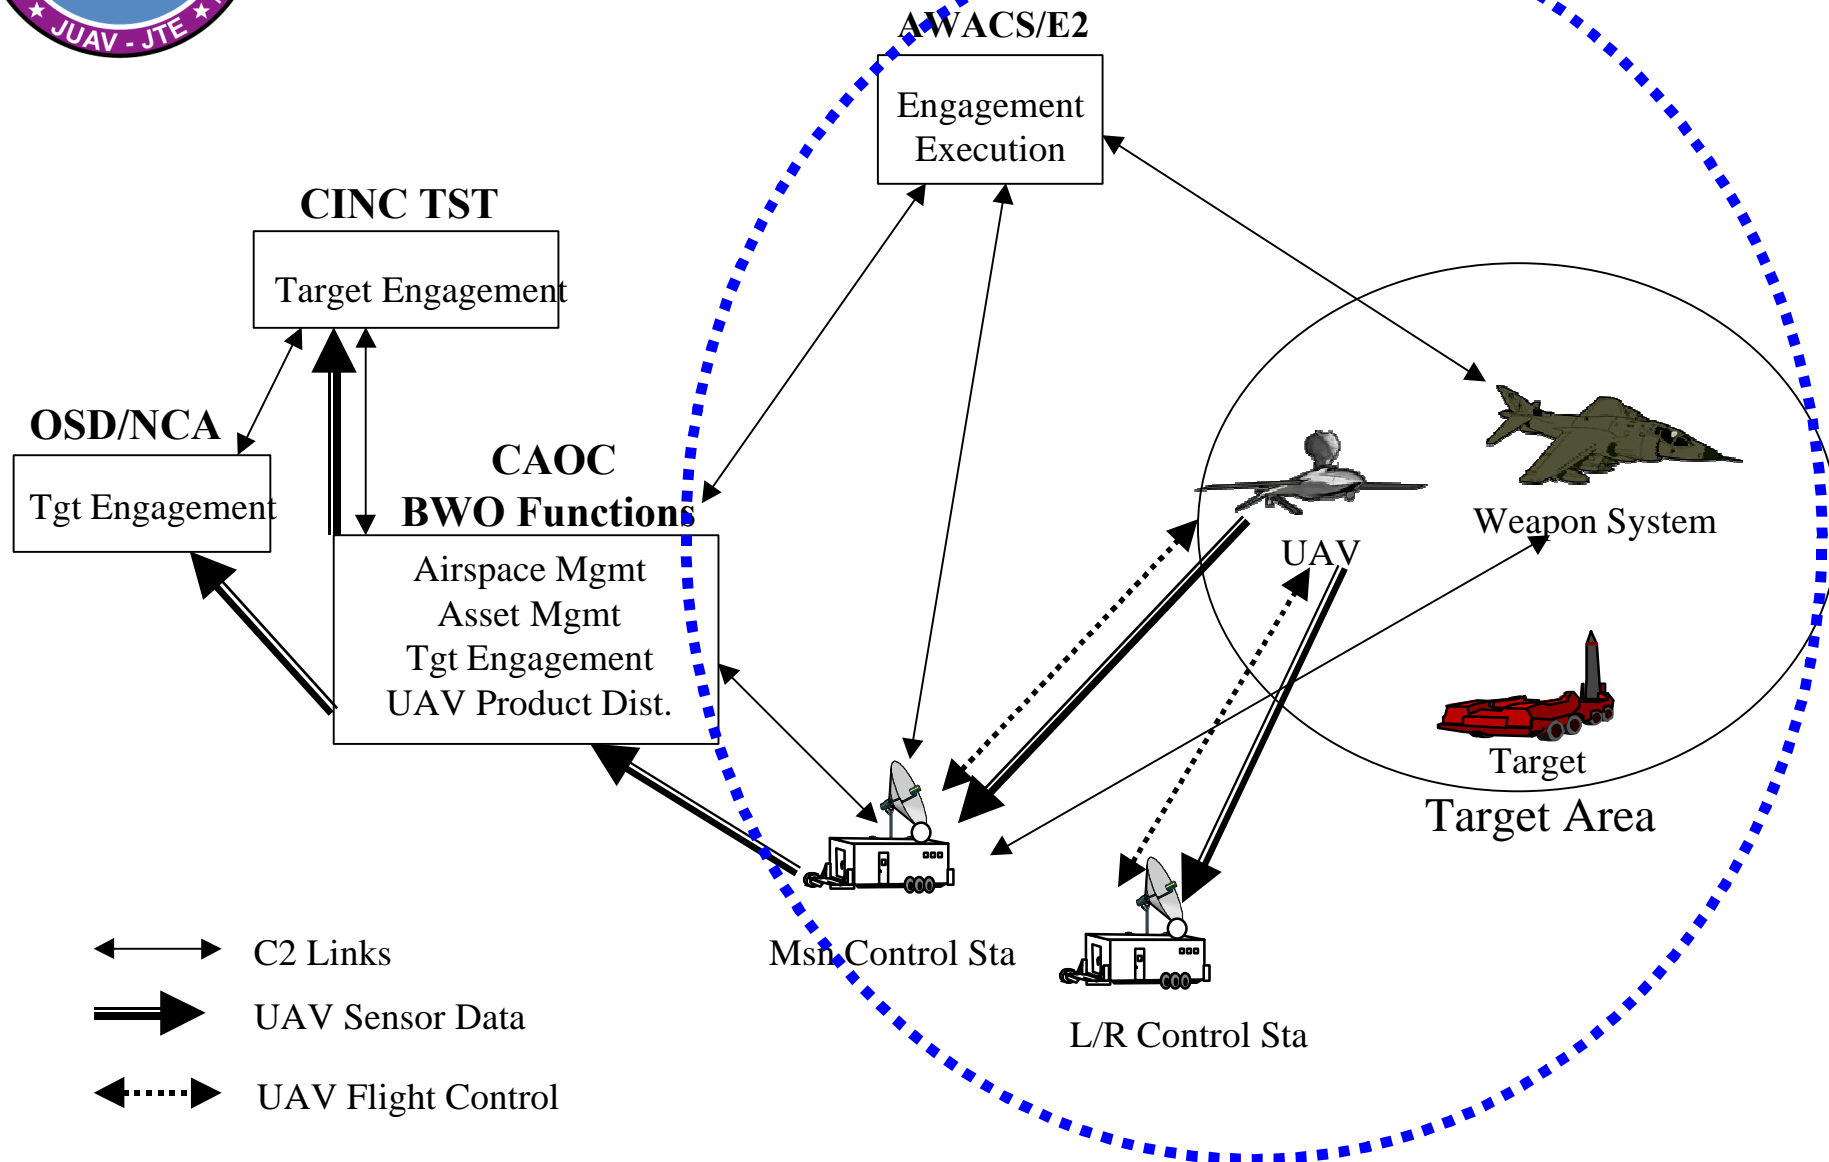 JUAV - JTE
AWACS/E2
Engagement
Execution
CINC TST
Target Engagement
OSD/NCA
Tgt Engagement
CAOC
BWO Functions
Airspace Mgmt
Asset Mgmt
Tgt Engagement
UAV Product Dist.
Weapon System
UAV
Target
Target Area
Msn Control Sta
L/R Control Sta
C2 Links
UAV Sensor Data
UAV Flight Control